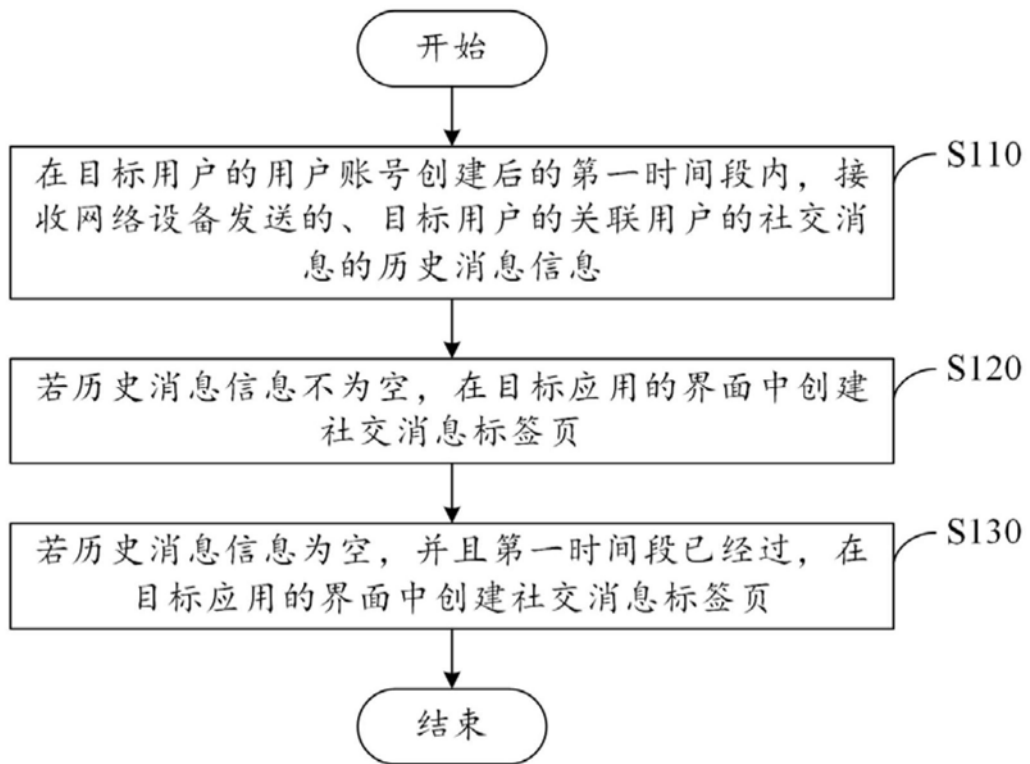 开始
S110
在目标用户的用户账号创建后的第一时间段内，接
收网络设备发送的、目标用户的关联用户的社交消
息的历史消息信息
S120
若历史消息信息不为空，在目标应用的界面中创建
社交消息标签页
S130
若历史消息信息为空，并且第一时间段已经过，在
目标应用的界面中创建社交消息标签页
结束